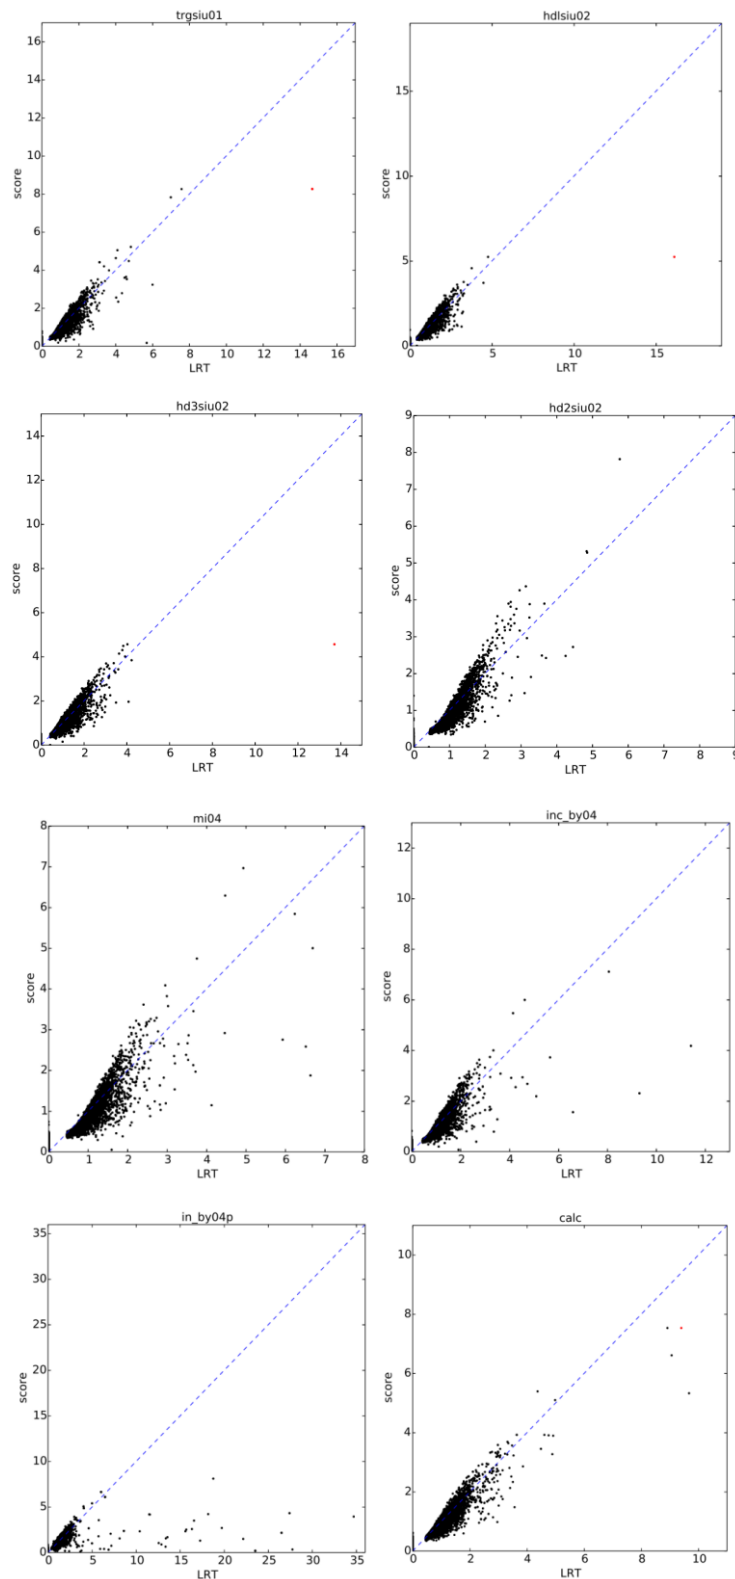 trgsiu01
16
14
12
10
8
6
4
2
0
score
0 2 4 6 8 10 12 14 16
LRT
hdlsiu02
15
10
5
0
score
0 5 10 15
LRT
hd3siu02
14
12
10
8
6
4
2
0
score
0 2 4 6 8 10 12 14
LRT
hd2siu02
9
8
7
6
5
4
3
2
1
0
score
0 1 2 3 4 5 6 7 8 9
LRT
mi04
8
7
6
5
4
3
2
1
0
score
0 1 2 3 4 5 6 7 8
LRT
inc_by04
12
10
8
6
4
2
0
score
0 2 4 6 8 10 12
LRT
in_by04p
35
30
25
20
15
10
5
0
score
0 5 10 15 20 25 30 35
LRT
calc
10
8
6
4
2
0
score
0 2 4 6 8 10
LRT